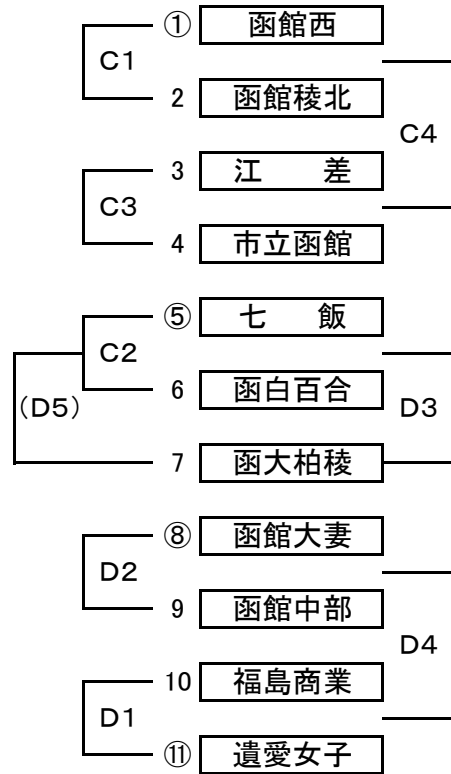 ① 函館西
C1
2 函館稜北
C4
3 江 差
C3
4 市立函館
⑤ 七 飯
C2
(D5)
6 函白百合
D3
7 函大柏稜
⑧ 函館大妻
D2
9 函館中部
D4
10 福島商業
D1
⑪ 遺愛女子